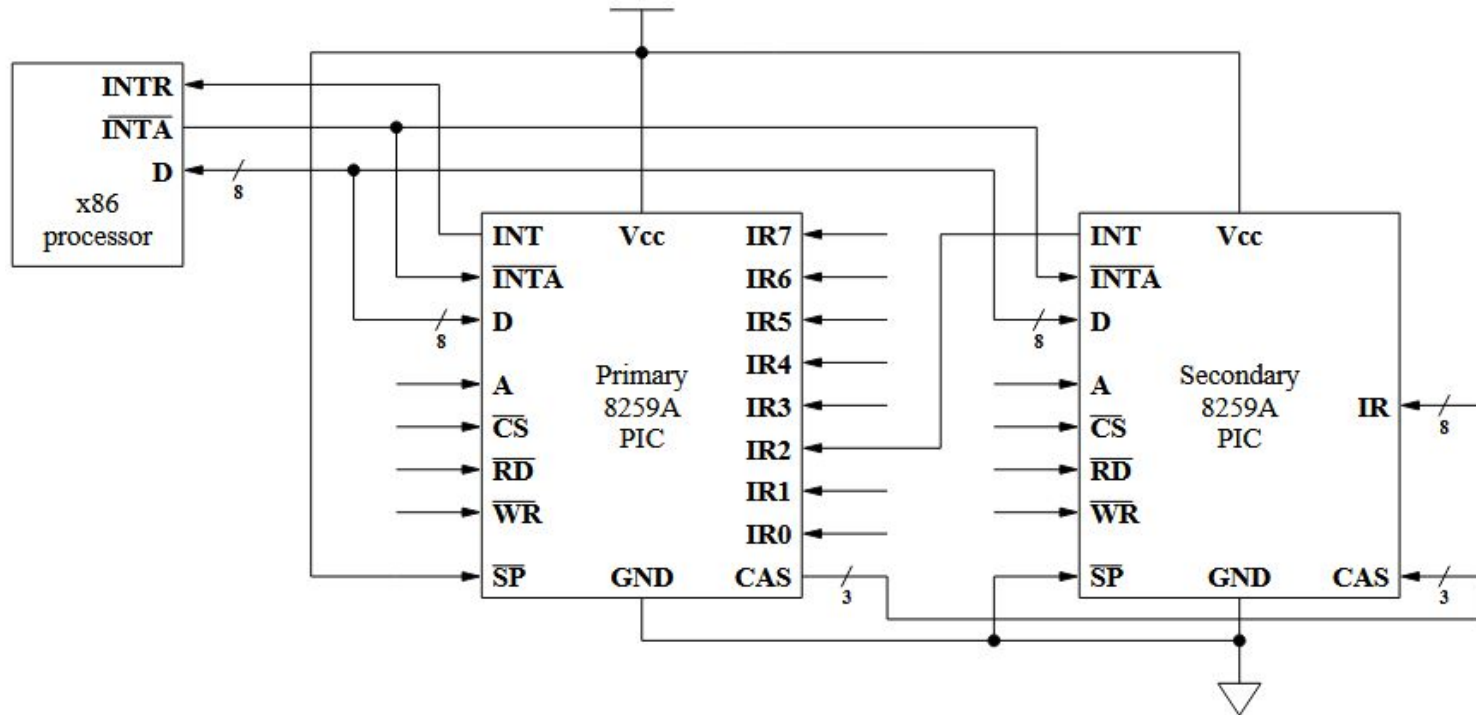 INTR
INTA
D
8
x86
processor
INT
Vcc
IR7
INTA
IR6
D
8
IR5
IR4
Primary
8259A
PIC
A
IR3
CS
IR2
RD
IR1
WR
IR0
SP
GND
CAS
3
INT
Vcc
INTA
D
8
Secondary
8259A
PIC
A
IR
8
CS
RD
WR
SP
GND
CAS
3